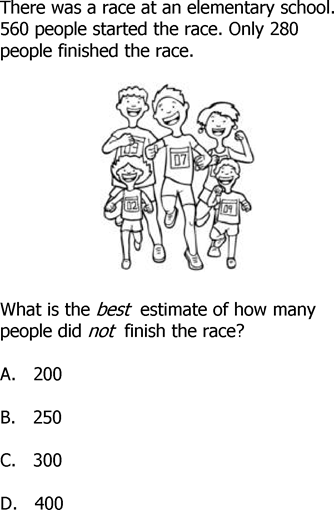 There was a race at an elementary school.
560 people started the race. Only 280
people finished the race.
07
02
09
What is the best estimate of how many
people did not finish the race?
A. 200
B. 250
C. 300
D. 400